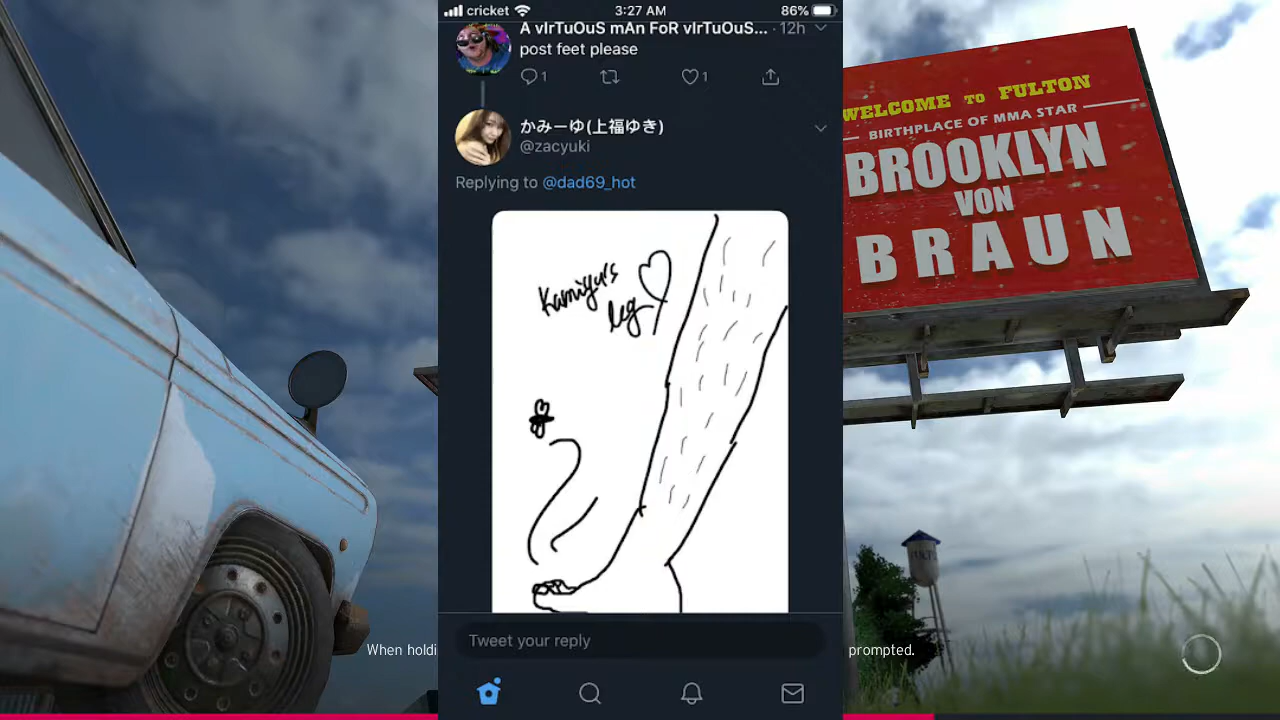 cricket
3:27 AM
86%
A vIrTuOuS mAn FoR vIrTuOuS... · 12h
post feet please
1
1
かみーゆ(上福ゆき)
@zacyuki
Replying to @dad69_hot
Kamiyu's
leg
Tweet your reply
WELCOME TO FULTON
BIRTHPLACE OF MMA STAR
BROOKLYN
VON
BRAUN
When holdi
prompted.